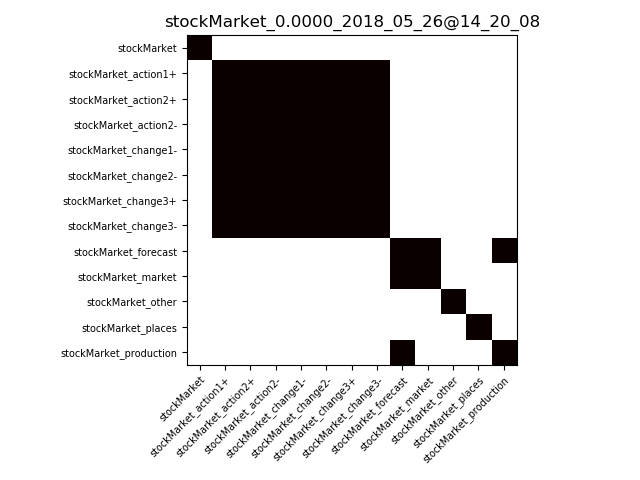 stockMarket_0.0000_2018_05_26@14_20_08
stockMarket
stockMarket_action1+
stockMarket_action2+
stockMarket_action2-
stockMarket_change1-
stockMarket_change2-
stockMarket_change3+
stockMarket_change3-
stockMarket_forecast
stockMarket_market
stockMarket_other
stockMarket_places
stockMarket_production
stockMarket
stockMarket_action1+
stockMarket_action2+
stockMarket_action2-
stockMarket_change1-
stockMarket_change2-
stockMarket_change3+
stockMarket_change3-
stockMarket_forecast
stockMarket_market
stockMarket_other
stockMarket_places
stockMarket_production